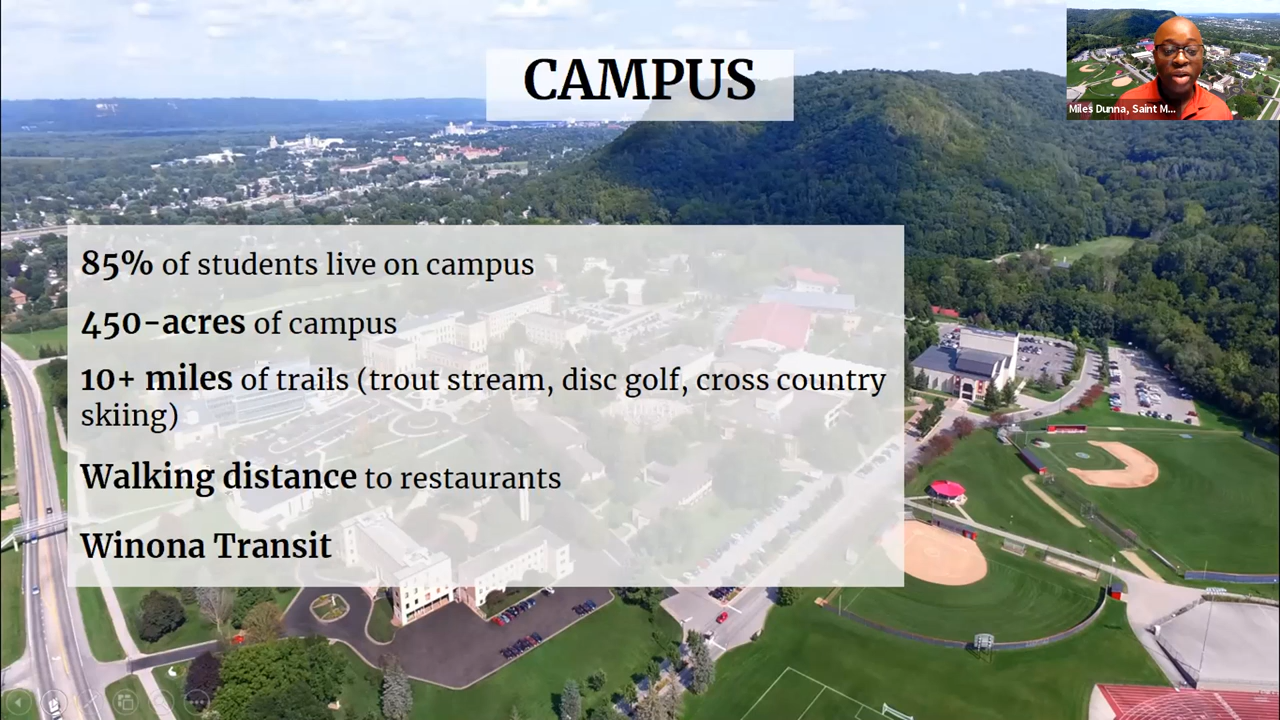 CAMPUS
Miles Dunna, Saint M...
85% of students live on campus
450-acres of campus
10+ miles of trails (trout stream, disc golf, cross country
skiing)
Walking distance to restaurants
Winona Transit